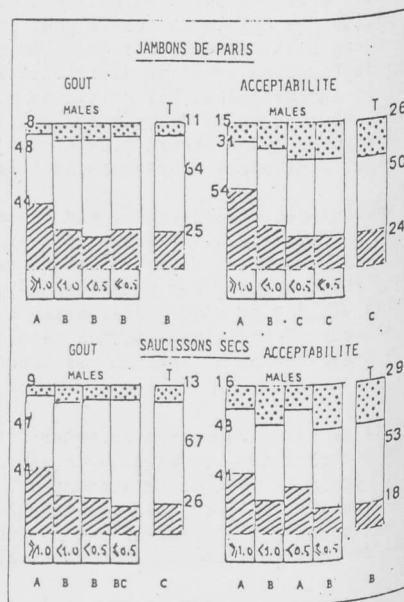 JAMBONS DE PARIS
GOUT
ACCEPTABILITE
MALES
T
MALES
T
8
11
15
26
48
31
64
50
44
54
25
24
⩾1.0
<1.0
<0.5
≤0.5
⩾1.0
<1.0
<0.5
≤0.5
A
B
B
B
B
A
B
C
C
C
GOUT
SAUCISSONS SECS
ACCEPTABILITE
MALES
T
MALES
T
9
13
16
29
47
67
43
53
44
41
26
18
⩾1.0
<1.0
<0.5
≤0.5
⩾1.0
<1.0
<0.5
≤0.5
A
B
B
BC
C
A
B
A
B
B